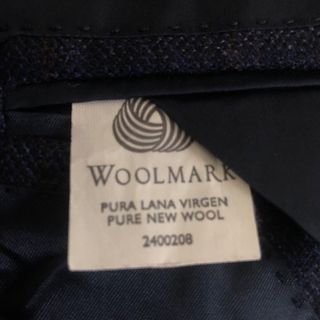 WOOLMARK
PURA LANA VIRGEN
PURE NEW WOOL
2400208